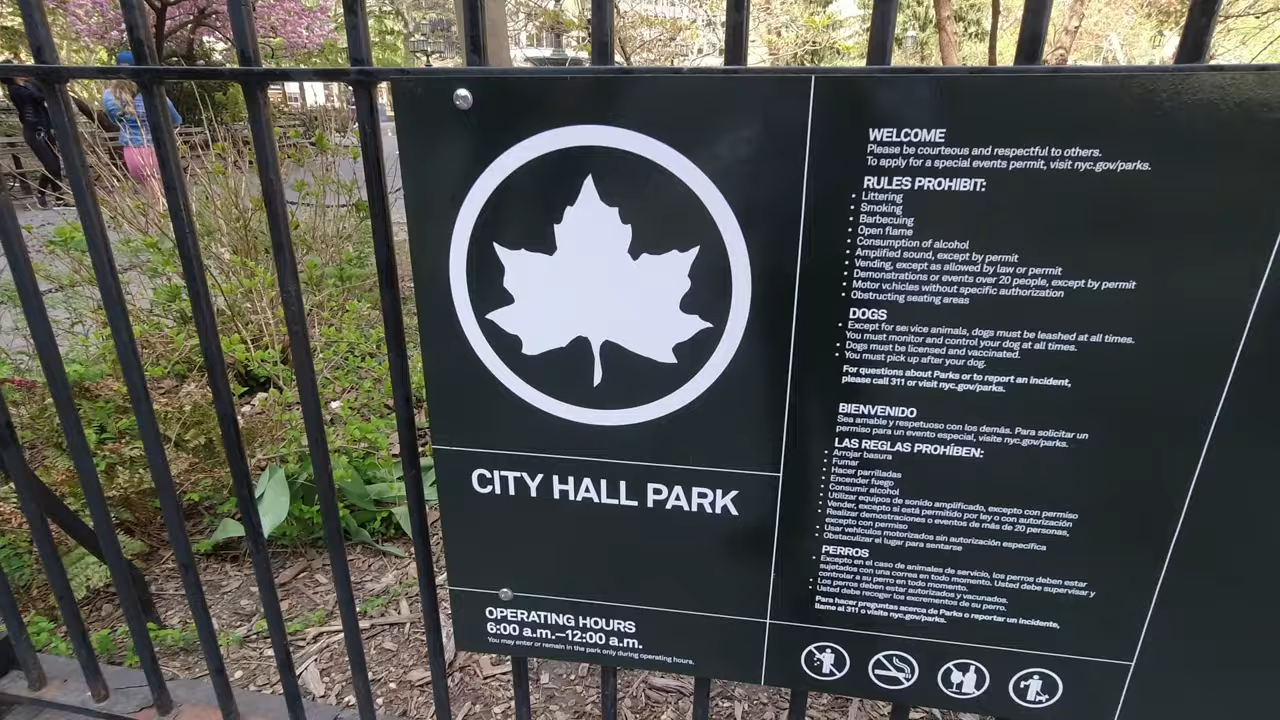 CITY HALL PARK
OPERATING HOURS
6:00 a.m.—12:00 a.m.
You may enter or remain in the park only during operating hours.
WELCOME
Please be courteous and respectful to others.
To apply for a special events permit, visit nyc.gov/parks.
RULES PROHIBIT:
• Littering
• Smoking
• Barbecuing
• Open flame
• Consumption of alcohol
• Amplified sound, except by permit
• Vending, except as allowed by law or permit
• Demonstrations or events over 20 people, except by permit
• Motor vehicles without specific authorization
• Obstructing seating areas
DOGS
• Except for service animals, dogs must be leashed at all times.
You must monitor and control your dog at all times.
• Dogs must be licensed and vaccinated.
• You must pick up after your dog.
For questions about Parks or to report an incident,
please call 311 or visit nyc.gov/parks.
BIENVENIDO
Sea amable y respetuoso con los demás. Para solicitar un
permiso para un evento especial, visite nyc.gov/parks.
LAS REGLAS PROHÍBEN:
• Arrojar basura
• Fumar
• Hacer parrilladas
• Encender fuego
• Consumir alcohol
• Utilizar equipos de sonido amplificado, excepto con permiso
• Vender, excepto si está permitido por ley o con autorización
• Realizar demostraciones o eventos de más de 20 personas,
excepto con permiso
• Usar vehículos motorizados sin autorización específica
• Obstaculizar el lugar para sentarse
PERROS
• Excepto en el caso de animales de servicio, los perros deben estar
sujetados con una correa en todo momento. Usted debe supervisar y
controlar a su perro en todo momento.
• Los perros deben estar autorizados y vacunados.
• Usted debe recoger los excrementos de su perro.
Para hacer preguntas acerca de Parks o reportar un incidente,
llame al 311 o visite nyc.gov/parks.